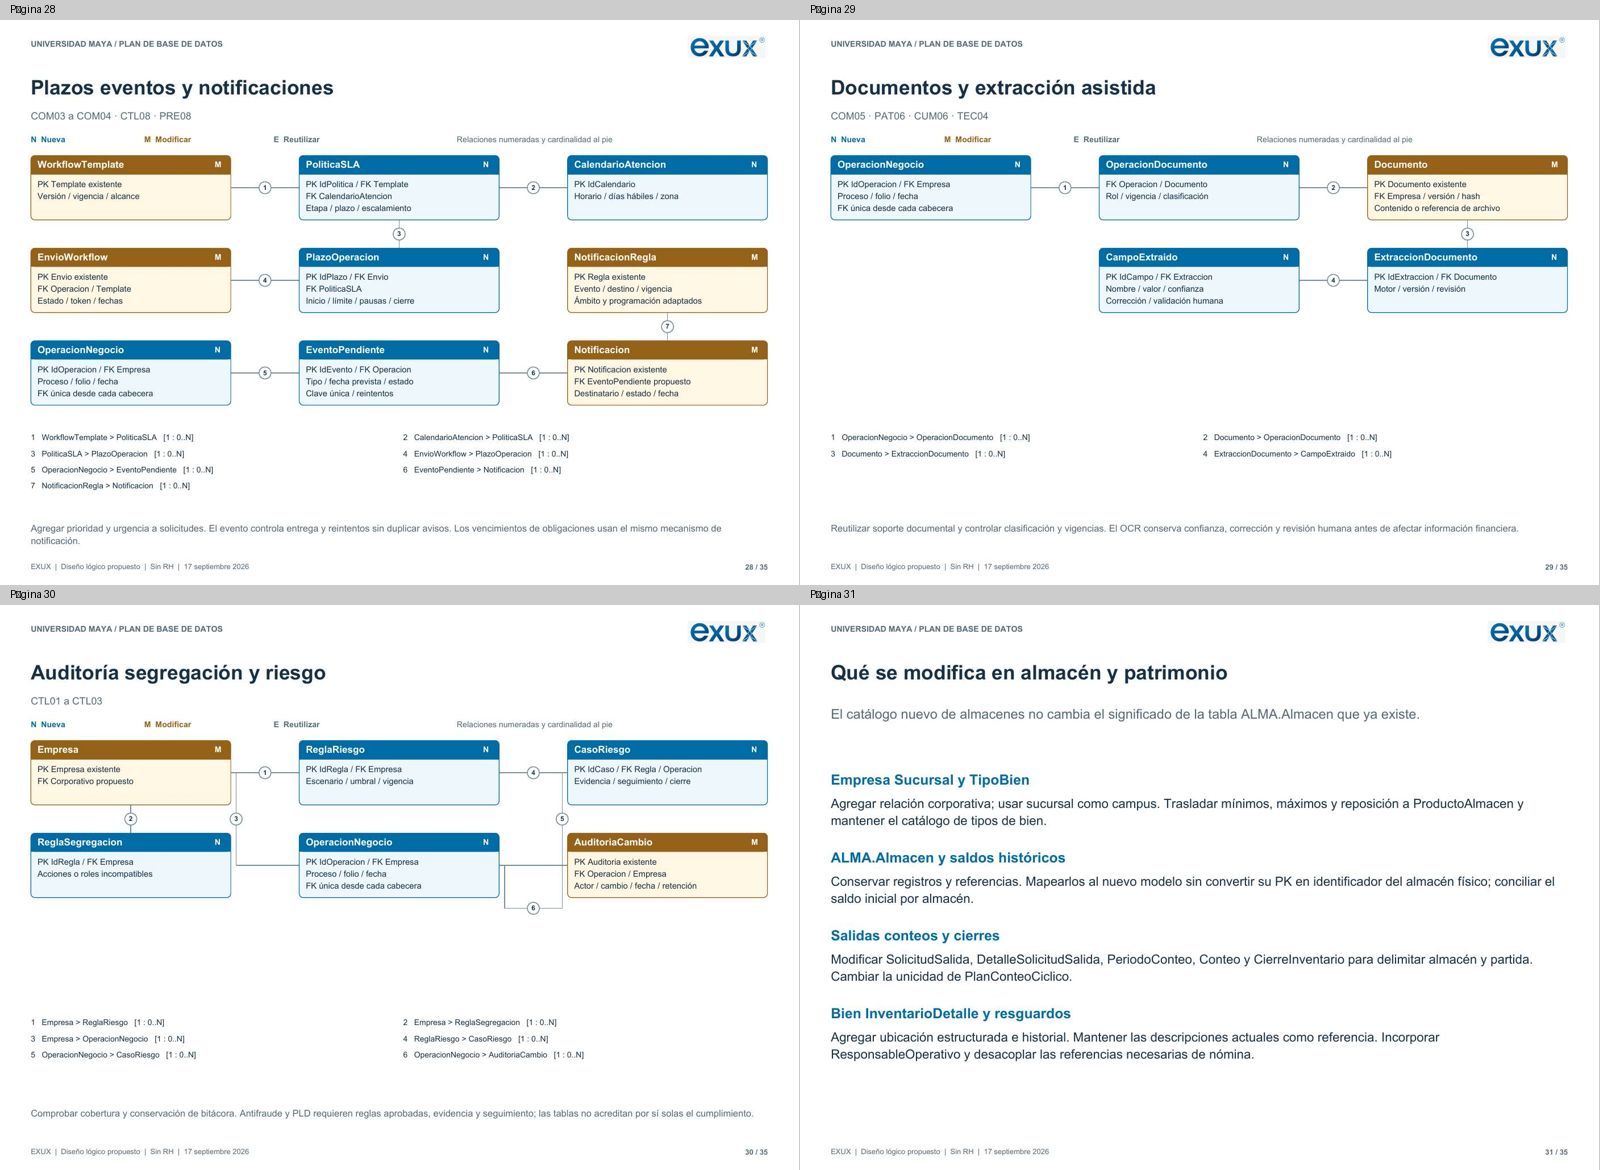 Página 28
UNIVERSIDAD MAYA / PLAN DE BASE DE DATOS
exux®
Plazos eventos y notificaciones
COM03 a COM04 · CTL08 · PRE08
N Nueva
M Modificar
E Reutilizar
Relaciones numeradas y cardinalidad al pie
WorkflowTemplate M
PK Template existente
Versión / vigencia / alcance
1
PoliticaSLA N
PK IdPolitica / FK Template
FK CalendarioAtencion
Etapa / plazo / escalamiento
2
CalendarioAtencion N
PK IdCalendario
Horario / días hábiles / zona
3
EnvioWorkflow M
PK Envio existente
FK Operacion / Template
Estado / token / fechas
4
PlazoOperacion N
PK IdPlazo / FK Envio
FK PoliticaSLA
Inicio / límite / pausas / cierre
NotificacionRegla M
PK Regla existente
Evento / destino / vigencia
Ámbito y programación adaptados
7
OperacionNegocio N
PK IdOperacion / FK Empresa
Proceso / folio / fecha
FK única desde cada cabecera
5
EventoPendiente N
PK IdEvento / FK Operacion
Tipo / fecha prevista / estado
Clave única / reintentos
6
Notificacion M
PK Notificacion existente
FK EventoPendiente propuesto
Destinatario / estado / fecha
1 WorkflowTemplate > PoliticaSLA [1 : 0..N]
2 CalendarioAtencion > PoliticaSLA [1 : 0..N]
3 PoliticaSLA > PlazoOperacion [1 : 0..N]
4 EnvioWorkflow > PlazoOperacion [1 : 0..N]
5 OperacionNegocio > EventoPendiente [1 : 0..N]
6 EventoPendiente > Notificacion [1 : 0..N]
7 NotificacionRegla > Notificacion [1 : 0..N]
Agregar prioridad y urgencia a solicitudes. El evento controla entrega y reintentos sin duplicar avisos. Los vencimientos de obligaciones usan el mismo mecanismo de
notificación.
EXUX | Diseño lógico propuesto | Sin RH | 17 septiembre 2026
28 / 35
Página 29
UNIVERSIDAD MAYA / PLAN DE BASE DE DATOS
exux®
Documentos y extracción asistida
COM05 · PAT06 · CUM06 · TEC04
N Nueva
M Modificar
E Reutilizar
Relaciones numeradas y cardinalidad al pie
OperacionNegocio N
PK IdOperacion / FK Empresa
Proceso / folio / fecha
FK única desde cada cabecera
1
OperacionDocumento N
FK Operacion / Documento
Rol / vigencia / clasificación
2
Documento M
PK Documento existente
FK Empresa / versión / hash
Contenido o referencia de archivo
3
CampoExtraido N
PK IdCampo / FK Extraccion
Nombre / valor / confianza
Corrección / validación humana
4
ExtraccionDocumento N
PK IdExtraccion / FK Documento
Motor / versión / revisión
1 OperacionNegocio > OperacionDocumento [1 : 0..N]
2 Documento > OperacionDocumento [1 : 0..N]
3 Documento > ExtraccionDocumento [1 : 0..N]
4 ExtraccionDocumento > CampoExtraido [1 : 0..N]
Reutilizar soporte documental y controlar clasificación y vigencias. El OCR conserva confianza, corrección y revisión humana antes de afectar información financiera.
EXUX | Diseño lógico propuesto | Sin RH | 17 septiembre 2026
29 / 35
Página 30
UNIVERSIDAD MAYA / PLAN DE BASE DE DATOS
exux®
Auditoría segregación y riesgo
CTL01 a CTL03
N Nueva
M Modificar
E Reutilizar
Relaciones numeradas y cardinalidad al pie
Empresa M
PK Empresa existente
FK Corporativo propuesto
1
ReglaRiesgo N
PK IdRegla / FK Empresa
Escenario / umbral / vigencia
4
CasoRiesgo N
PK IdCaso / FK Regla / Operacion
Evidencia / seguimiento / cierre
2
3
5
ReglaSegregacion N
PK IdRegla / FK Empresa
Acciones o roles incompatibles
OperacionNegocio N
PK IdOperacion / FK Empresa
Proceso / folio / fecha
FK única desde cada cabecera
AuditoriaCambio M
PK Auditoria existente
FK Operacion / Empresa
Actor / cambio / fecha / retención
6
1 Empresa > ReglaRiesgo [1 : 0..N]
2 Empresa > ReglaSegregacion [1 : 0..N]
3 Empresa > OperacionNegocio [1 : 0..N]
4 ReglaRiesgo > CasoRiesgo [1 : 0..N]
5 OperacionNegocio > CasoRiesgo [1 : 0..N]
6 OperacionNegocio > AuditoriaCambio [1 : 0..N]
Comprobar cobertura y conservación de bitácora. Antifraude y PLD requieren reglas aprobadas, evidencia y seguimiento; las tablas no acreditan por sí solas el cumplimiento.
EXUX | Diseño lógico propuesto | Sin RH | 17 septiembre 2026
30 / 35
Página 31
UNIVERSIDAD MAYA / PLAN DE BASE DE DATOS
exux®
Qué se modifica en almacén y patrimonio
El catálogo nuevo de almacenes no cambia el significado de la tabla ALMA.Almacen que ya existe.
Empresa Sucursal y TipoBien
Agregar relación corporativa; usar sucursal como campus. Trasladar mínimos, máximos y reposición a ProductoAlmacen y
mantener el catálogo de tipos de bien.
ALMA.Almacen y saldos históricos
Conservar registros y referencias. Mapearlos al nuevo modelo sin convertir su PK en identificador del almacén físico; conciliar el
saldo inicial por almacén.
Salidas conteos y cierres
Modificar SolicitudSalida, DetalleSolicitudSalida, PeriodoConteo, Conteo y CierreInventario para delimitar almacén y partida.
Cambiar la unicidad de PlanConteoCiclico.
Bien InventarioDetalle y resguardos
Agregar ubicación estructurada e historial. Mantener las descripciones actuales como referencia. Incorporar
ResponsableOperativo y desacoplar las referencias necesarias de nómina.
EXUX | Diseño lógico propuesto | Sin RH | 17 septiembre 2026
31 / 35